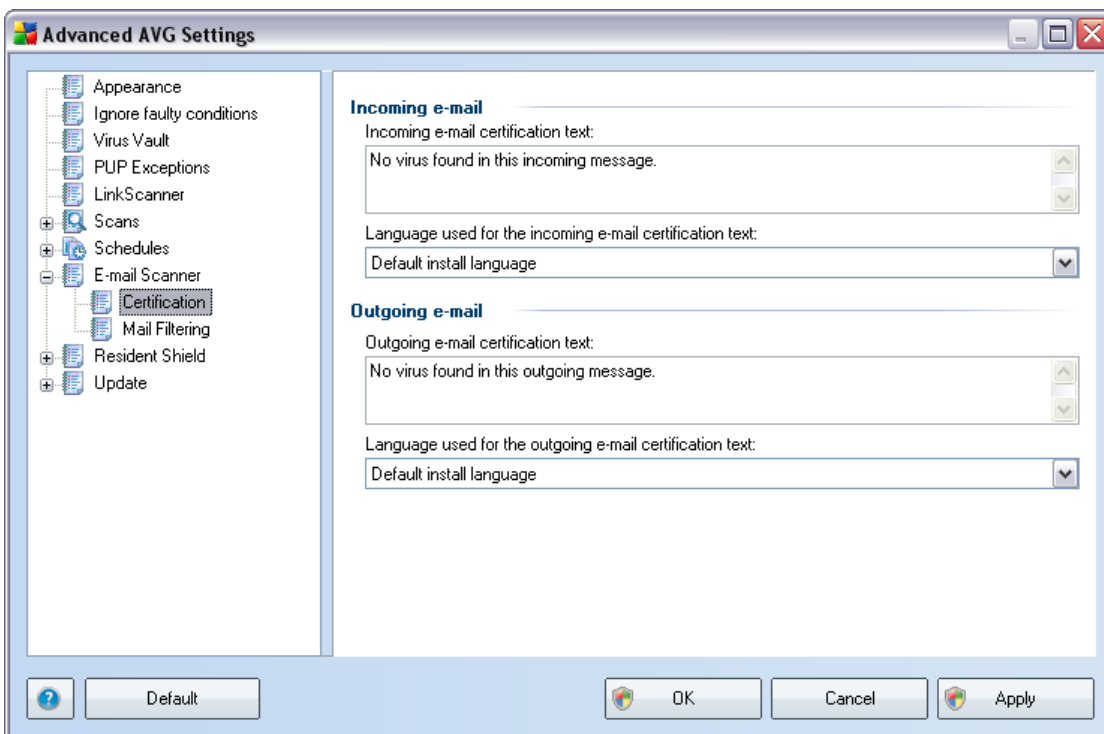 Advanced AVG Settings
Appearance
Ignore faulty conditions
Virus Vault
PUP Exceptions
LinkScanner
Scans
Schedules
E-mail Scanner
Certification
Mail Filtering
Resident Shield
Update
Incoming e-mail
Incoming e-mail certification text:
No virus found in this incoming message.
Language used for the incoming e-mail certification text:
Default install language
Outgoing e-mail
Outgoing e-mail certification text:
No virus found in this outgoing message.
Language used for the outgoing e-mail certification text:
Default install language
Default
OK
Cancel
Apply